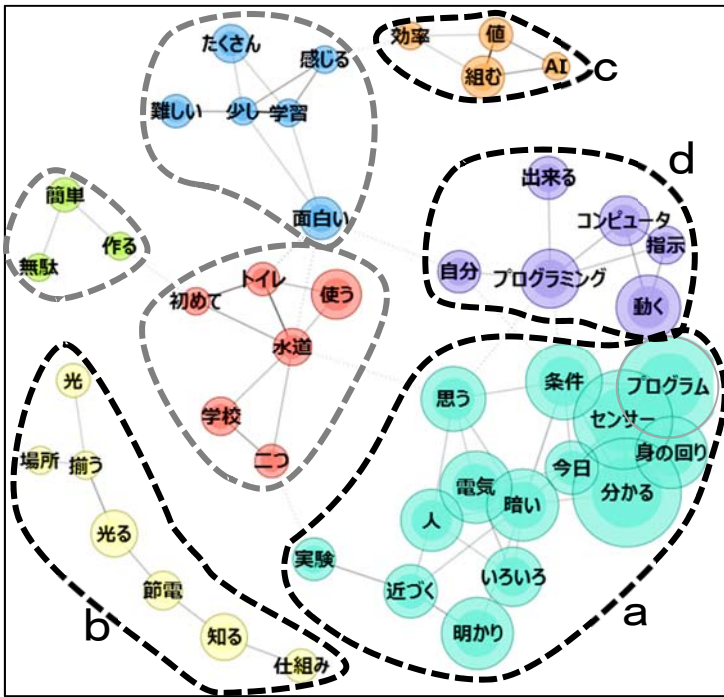 たくさん
感じる
難しい
少し
学習
面白い
効率
値
組む
AI
c
d
出来る
コンピュータ
指示
自分
プログラミング
動く
簡単
作る
無駄
初めて
トイレ
使う
水道
学校
二つ
光
場所
揃う
光る
節電
知る
仕組み
b
思う
条件
プログラム
センサー
身の回り
今日
分かる
電気
暗い
人
実験
近づく
いろいろ
明かり
a